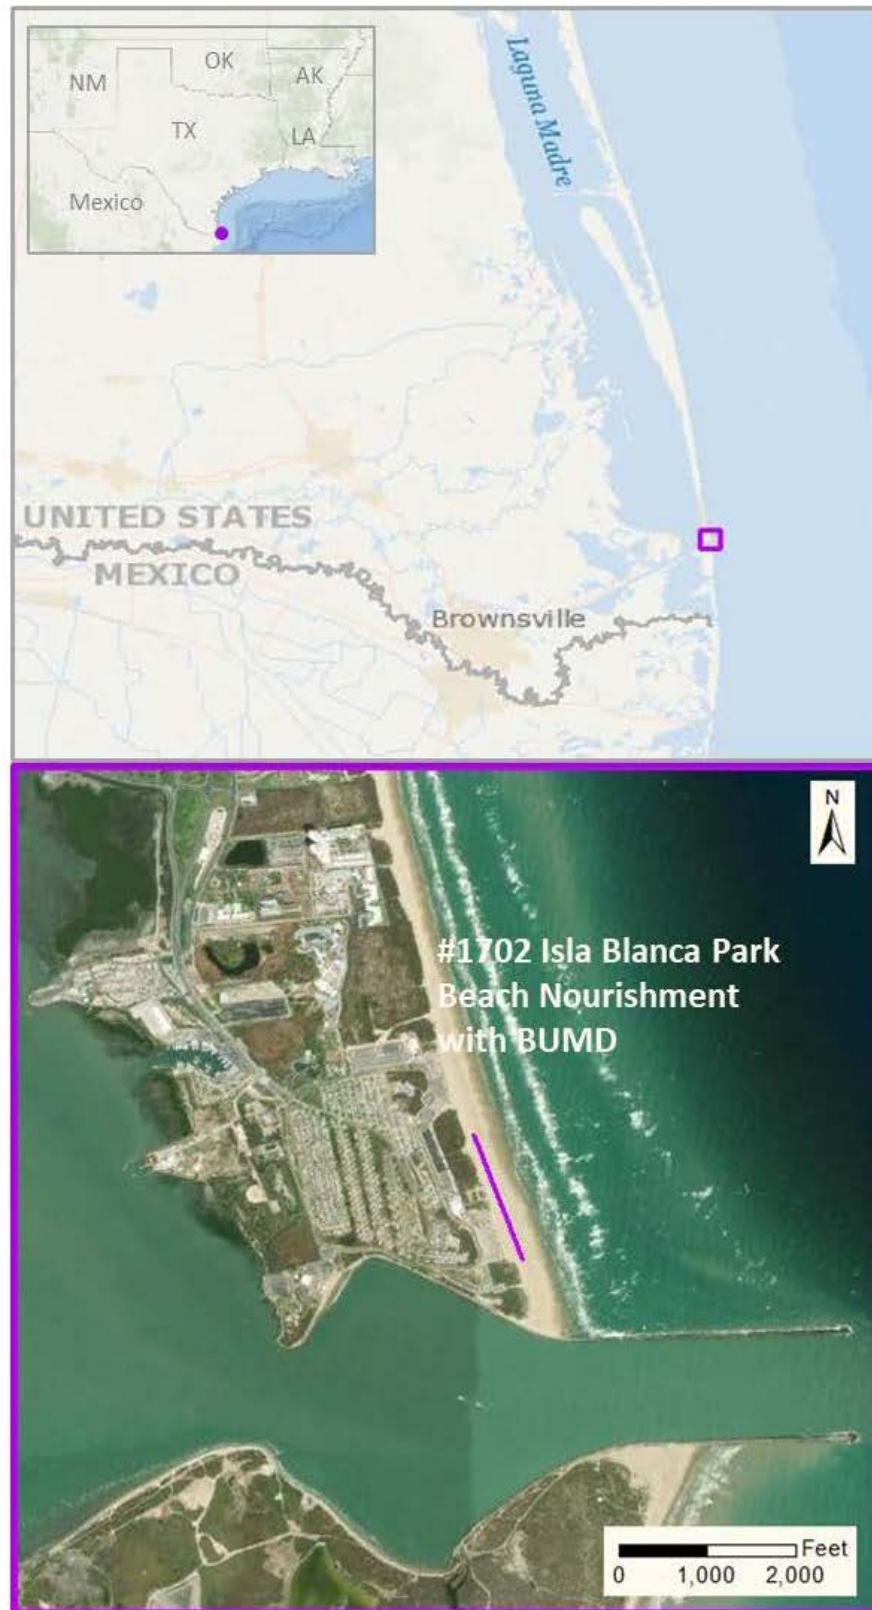 OK
NM
AK
TX
LA
Mexico
Laguna Madre
UNITED STATES
MEXICO
Brownsville
N
#1702 Isla Blanca Park
Beach Nourishment
with BUMD
Feet
0 1,000 2,000